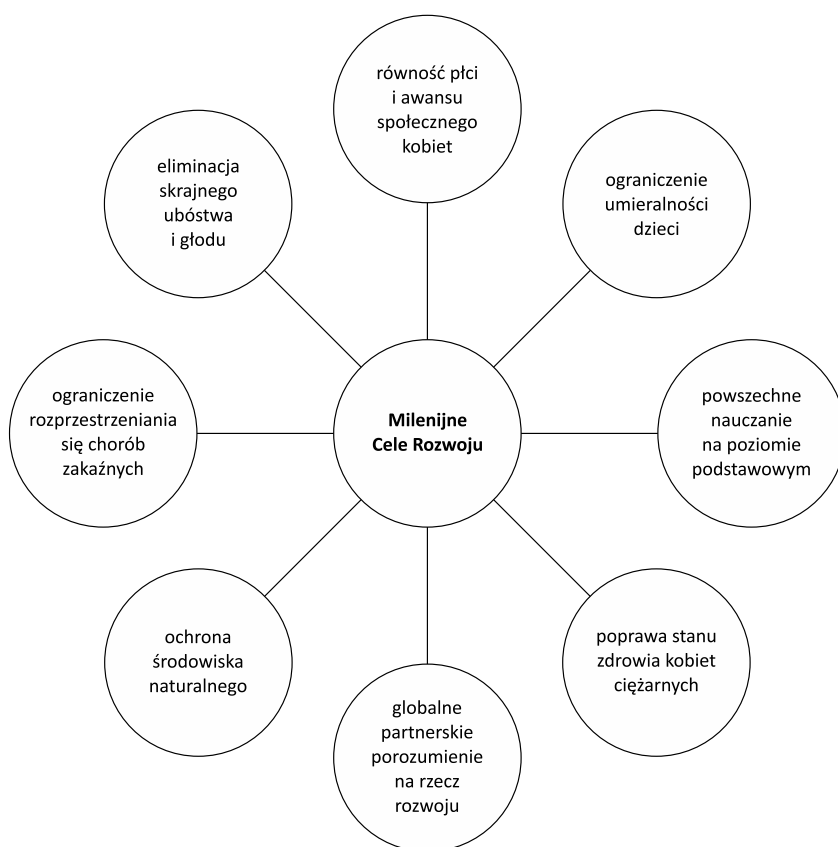 równość płci
i awansu
społecznego
kobiet
eliminacja
skrajnego
ubóstwa
i głodu
ograniczenie
umieralności
dzieci
ograniczenie
rozprzestrzeniania
się chorób
zakaźnych
Milenijne
Cele Rozwoju
powszechne
nauczanie
na poziomie
podstawowym
ochrona
środowiska
naturalnego
poprawa stanu
zdrowia kobiet
ciężarnych
globalne
partnerskie
porozumienie
na rzecz
rozwoju